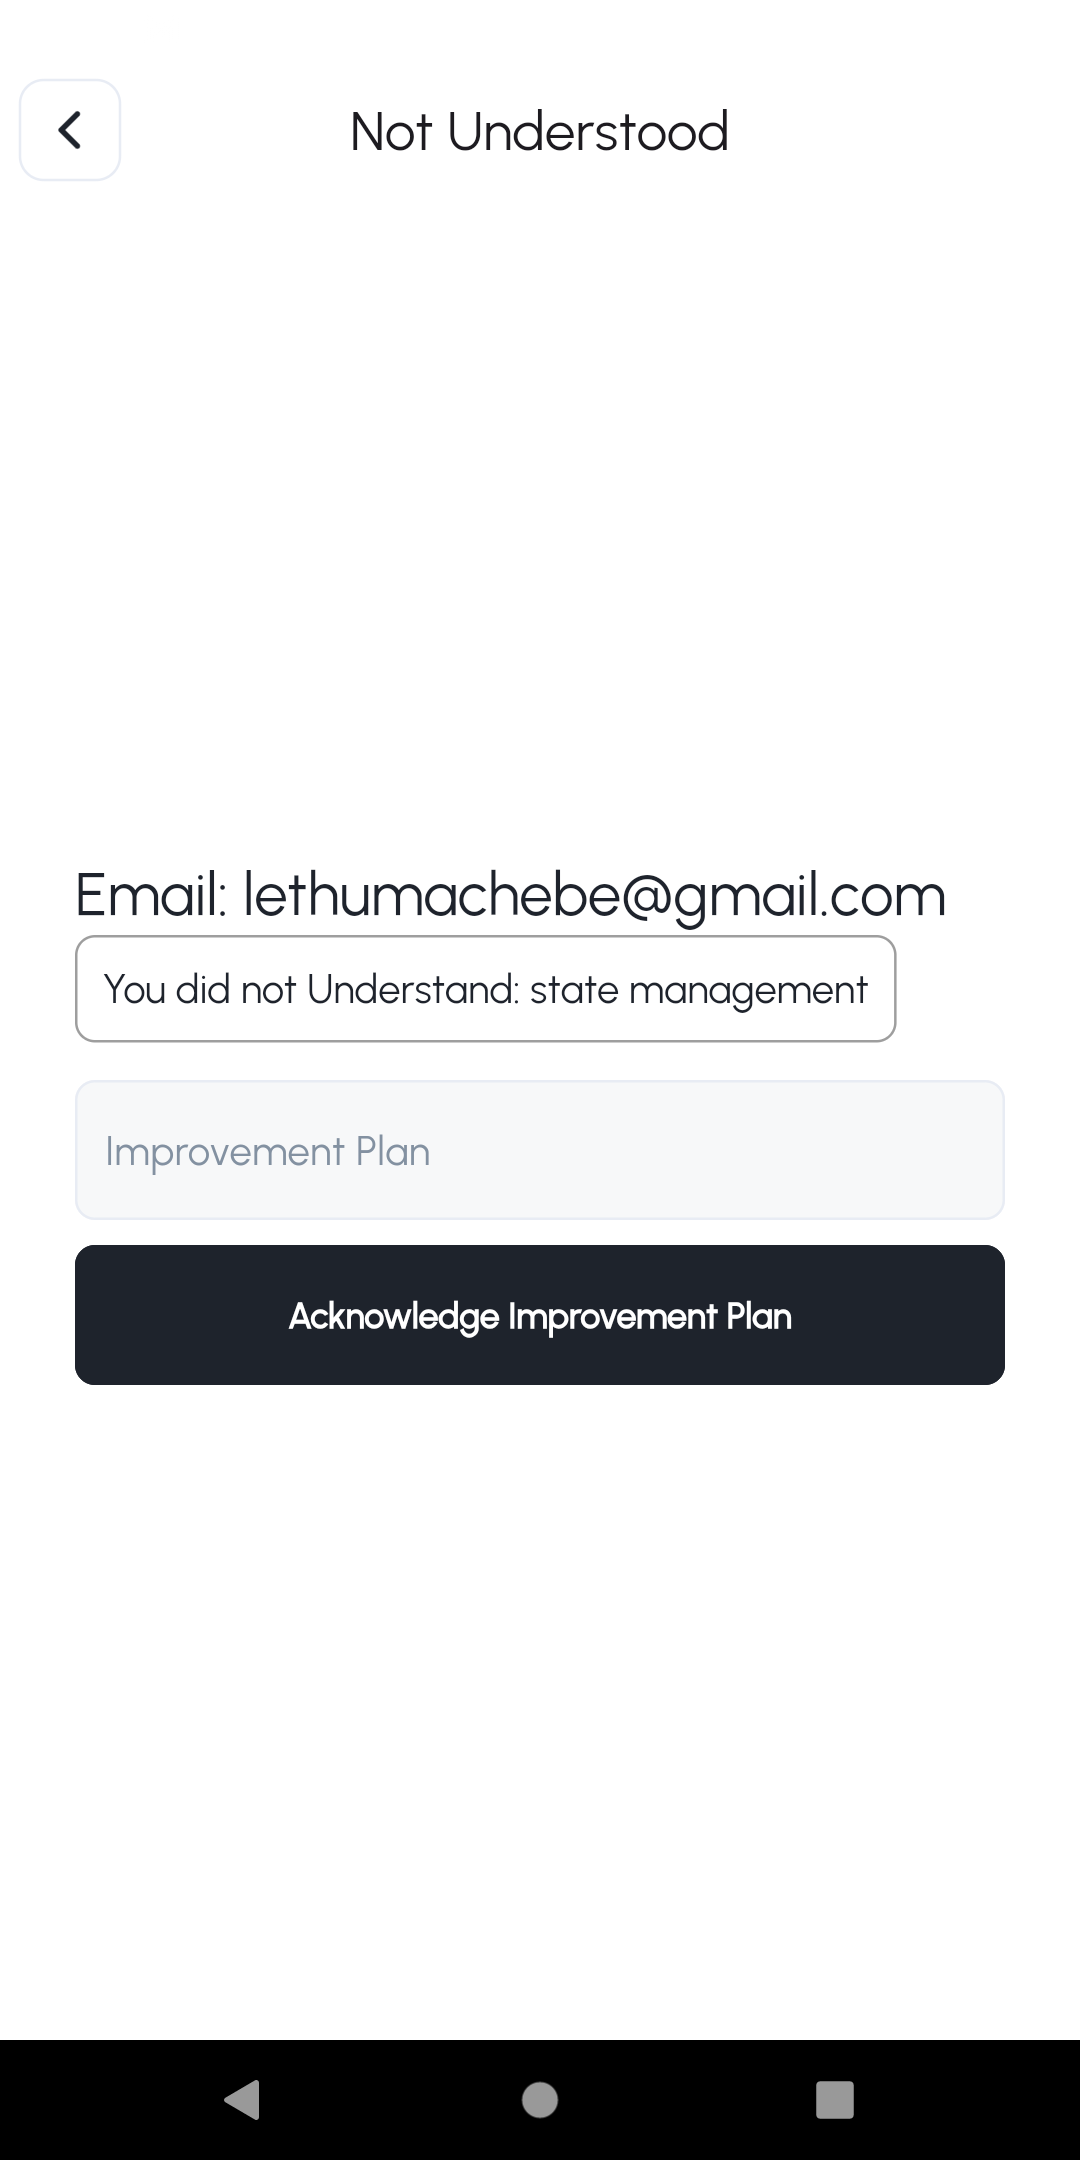 Not Understood
Email: lethumachebe@gmail.com
You did not Understand: state management
Improvement Plan
Acknowledge Improvement Plan